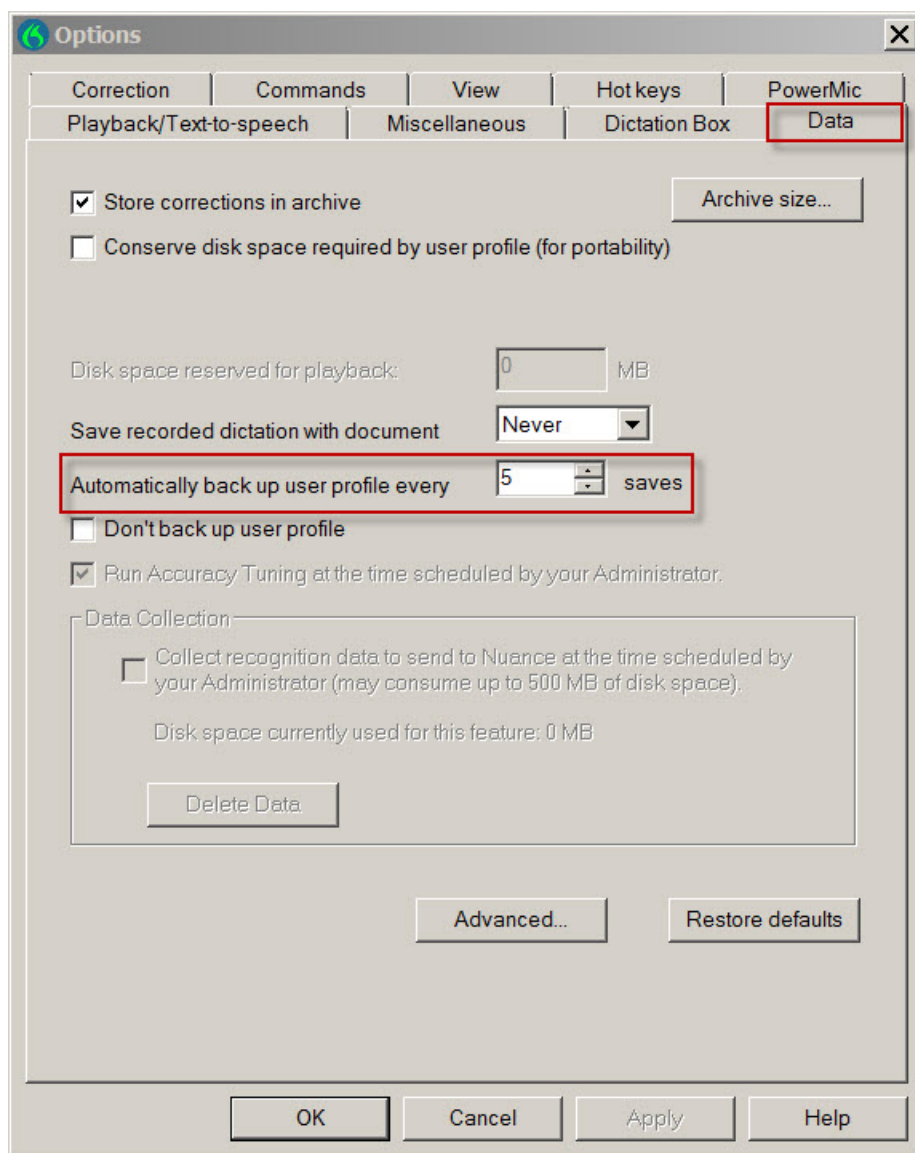 Options
Correction Commands View Hot keys PowerMic
Playback/Text-to-speech Miscellaneous Dictation Box Data
Store corrections in archive Archive size...
Conserve disk space required by user profile (for portability)
Disk space reserved for playback: 0 MB
Save recorded dictation with document Never
Automatically back up user profile every 5 saves
Don't back up user profile
Run Accuracy Tuning at the time scheduled by your Administrator.
Data Collection
Collect recognition data to send to Nuance at the time scheduled by
your Administrator (may consume up to 500 MB of disk space).
Disk space currently used for this feature: 0 MB
Delete Data
Advanced... Restore defaults
OK Cancel Apply Help